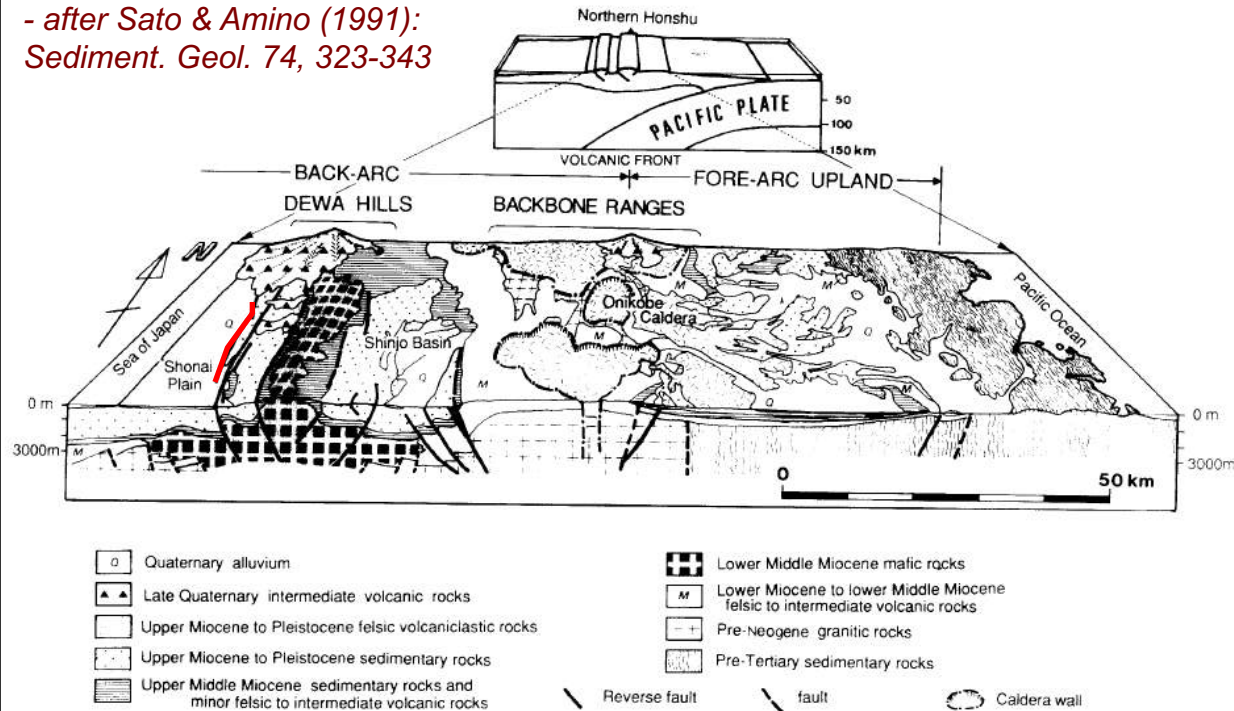 - after Sato & Amino (1991):
Sediment. Geol. 74, 323-343
Northern Honshu
50
PACIFIC PLATE
100
150 km
VOLCANIC FRONT
BACK-ARC
FORE-ARC UPLAND
DEWA HILLS
BACKBONE RANGES
N
Sea of Japan
Pacific Ocean
M
M
Onikobe
Caldera
Q
Q
Shinjo Basin
M
Shonai
Plain
Q
M
M
Q
0 m
0 m
M
3000m
3000m
0
50 km
Q Quaternary alluvium
Late Quaternary intermediate volcanic rocks
Upper Miocene to Pleistocene felsic volcaniclastic rocks
Upper Miocene to Pleistocene sedimentary rocks
Upper Middle Miocene sedimentary rocks and
minor felsic to intermediate volcanic rocks
Lower Middle Miocene mafic rocks
M Lower Miocene to lower Middle Miocene
felsic to intermediate volcanic rocks
Pre-Neogene granitic rocks
Pre-Tertiary sedimentary rocks
Reverse fault
fault
Caldera wall